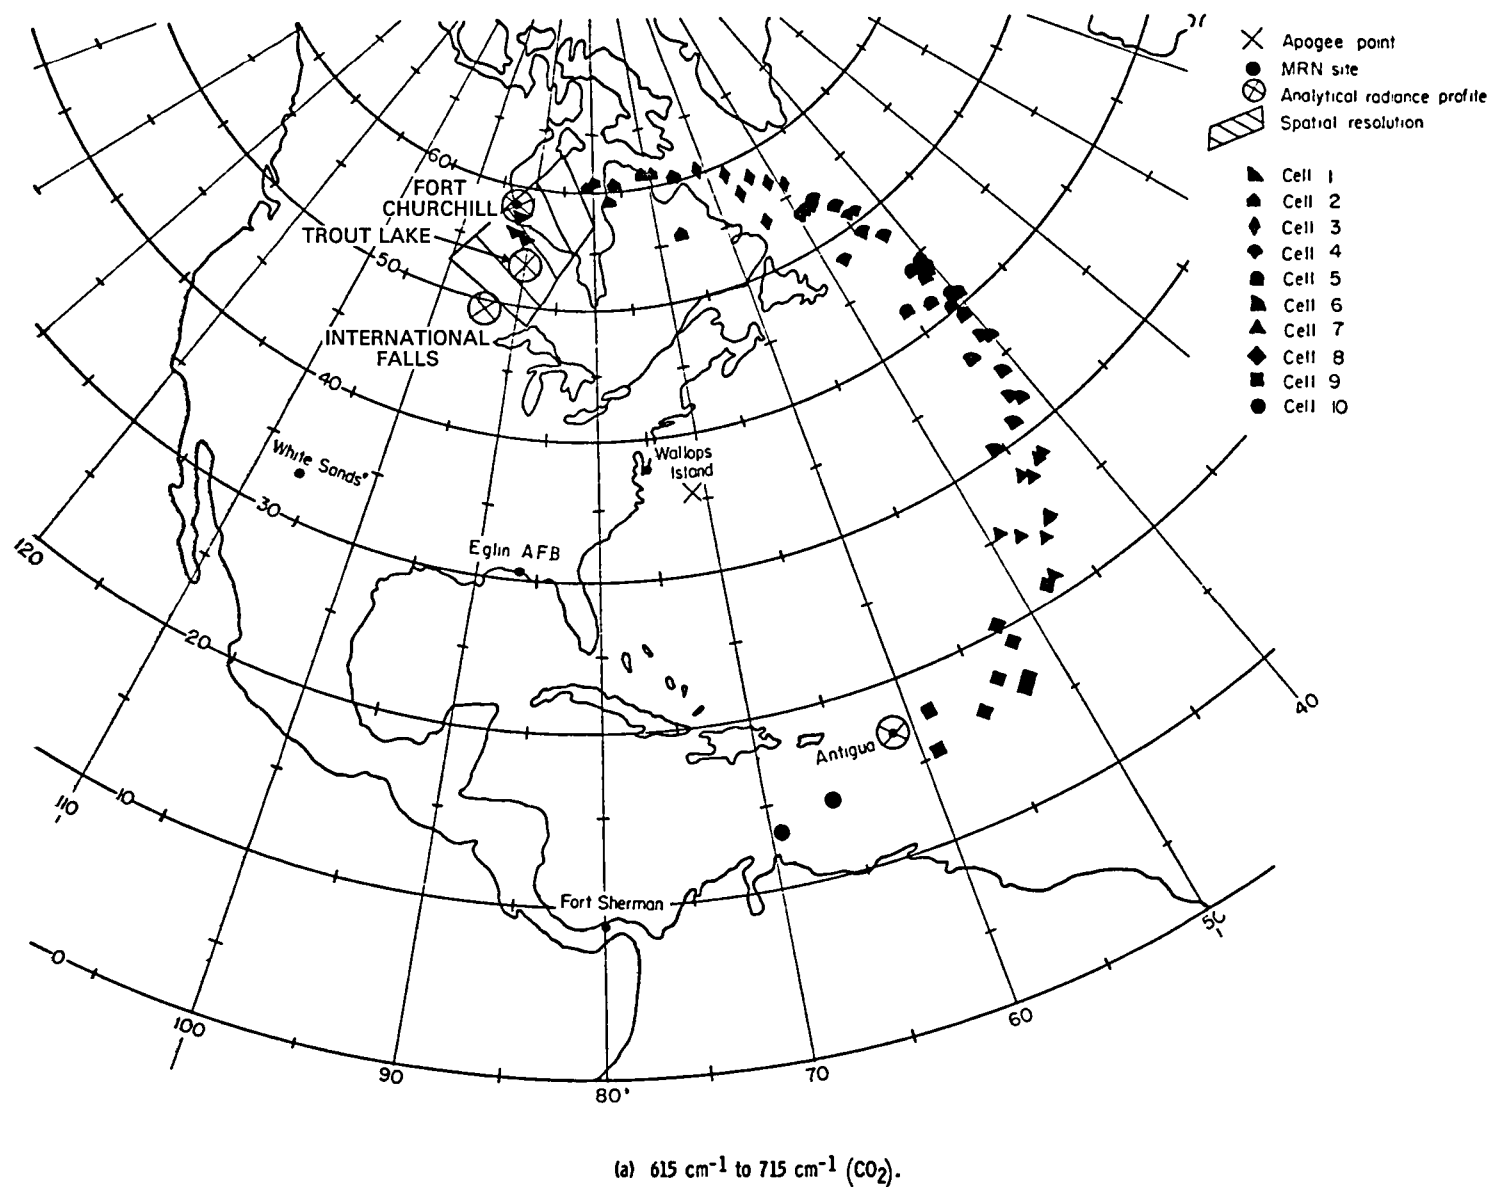 Apogee point
MRN site
Analytical radiance profile
Spatial resolution
Cell 1
Cell 2
Cell 3
Cell 4
Cell 5
Cell 6
Cell 7
Cell 8
Cell 9
Cell 10
60
FORT
CHURCHILL
TROUT LAKE
50
INTERNATIONAL
FALLS
40
White Sands
Wallops
Island
30
Eglin AFB
120
20
40
Antigua
110
10
Fort Sherman
50
0
100
60
90
70
80°
(a) 615 cm⁻¹ to 715 cm⁻¹ (CO₂).